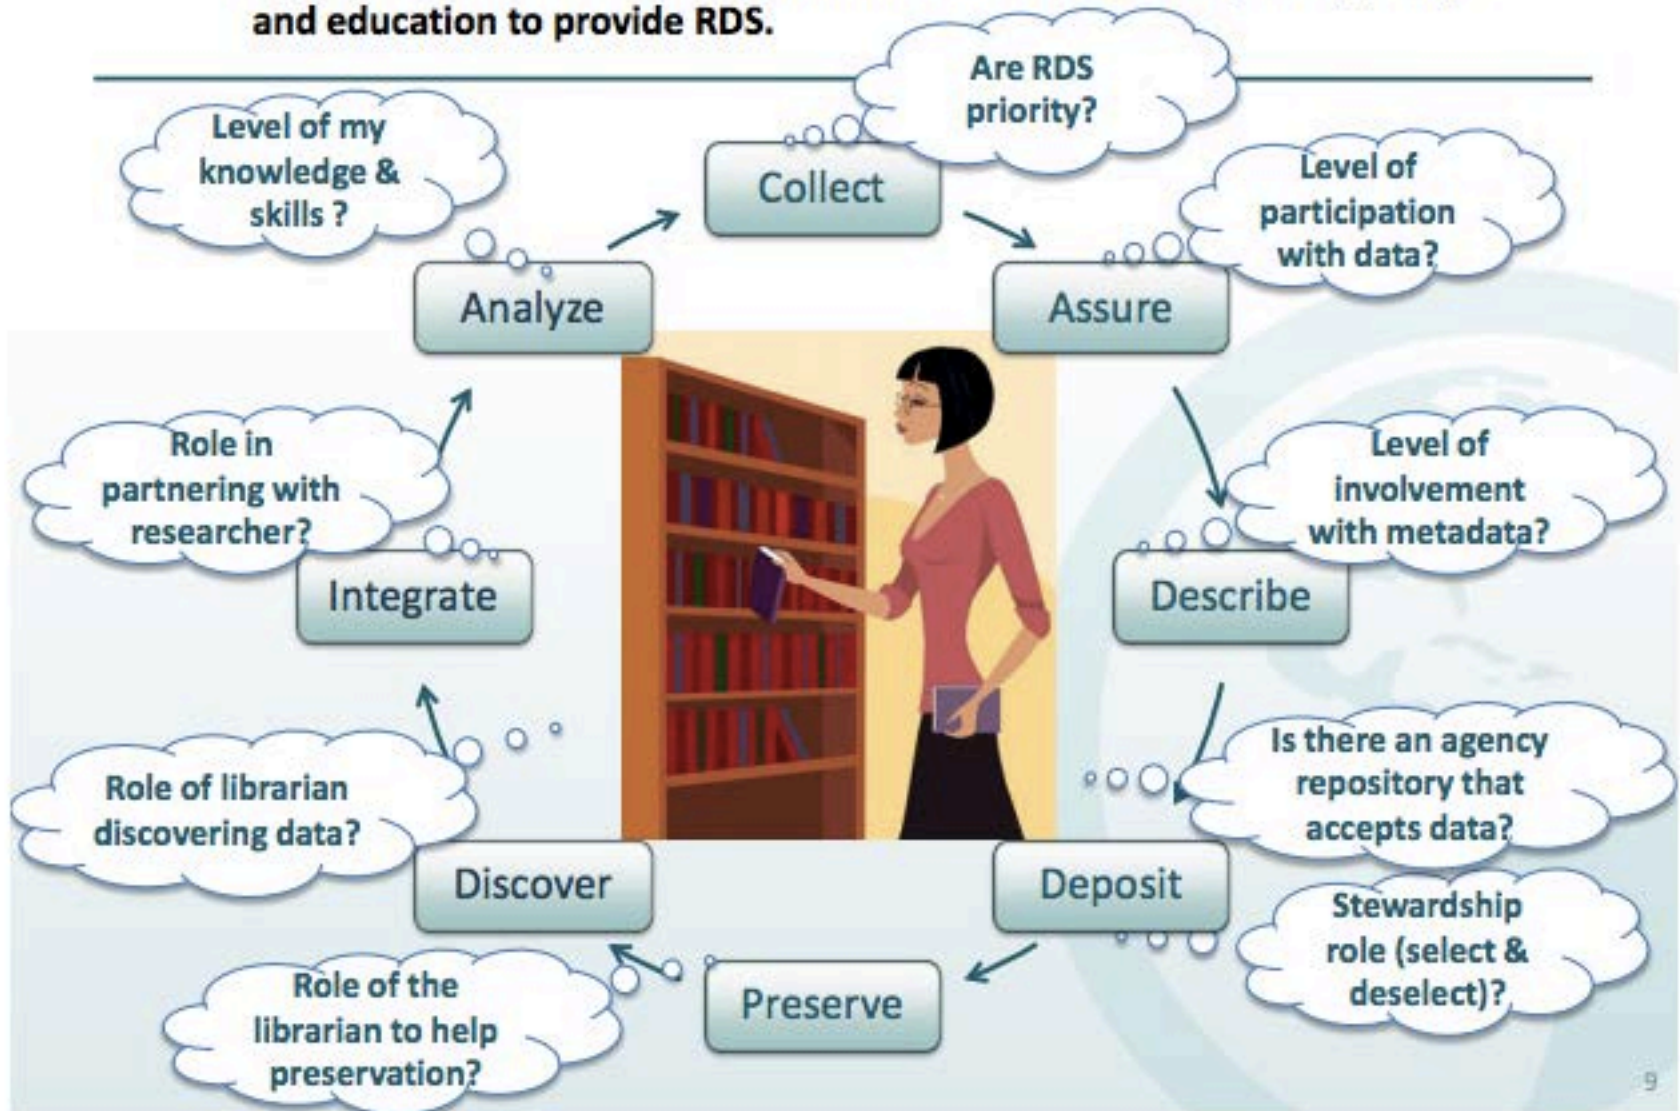 and education to provide RDS.
Are RDS
priority?
Level of my
knowledge &
skills ?
Collect
Level of
participation
with data?
Analyze
Assure
Role in
partnering with
researcher?
Level of
involvement
with metadata?
Integrate
Describe
Role of librarian
discovering data?
Is there an agency
repository that
accepts data?
Discover
Deposit
Stewardship
role (select &
deselect)?
Role of the
librarian to help
preservation?
Preserve
9